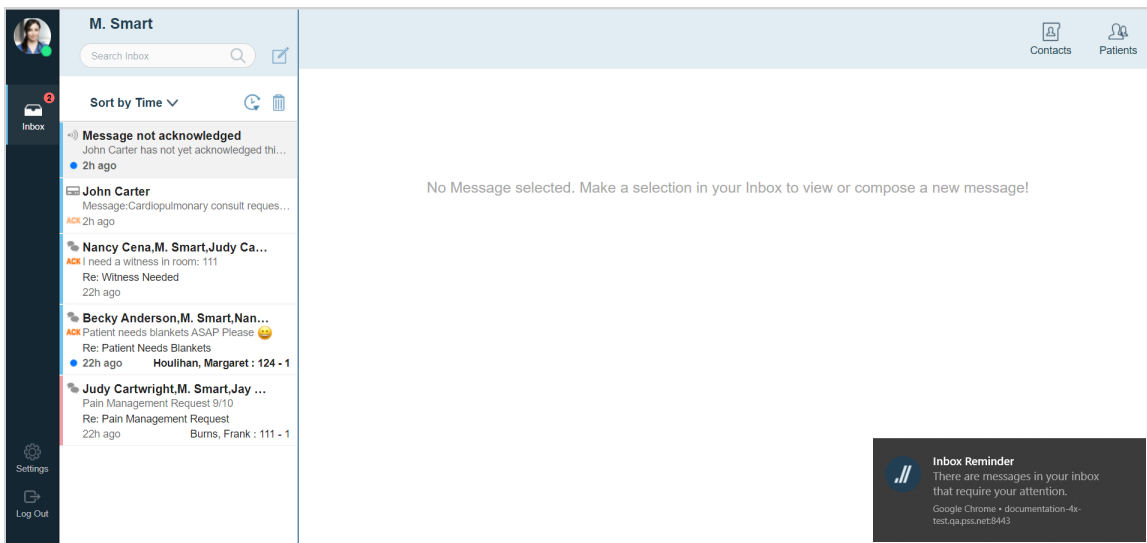 M. Smart
Search Inbox
Contacts
Patients
2
Inbox
Sort by Time
Message not acknowledged
John Carter has not yet acknowledged thi...
2h ago
John Carter
Message:Cardiopulmonary consult reques...
ACK 2h ago
Nancy Cena,M. Smart,Judy Ca...
ACK I need a witness in room: 111
Re: Witness Needed
22h ago
Becky Anderson,M. Smart,Nan...
ACK Patient needs blankets ASAP Please 😀
Re: Patient Needs Blankets
22h ago Houlihan, Margaret : 124 - 1
Judy Cartwright,M. Smart,Jay ...
Pain Management Request 9/10
Re: Pain Management Request
22h ago Burns, Frank : 111 - 1
Settings
Log Out
No Message selected. Make a selection in your Inbox to view or compose a new message!
Inbox Reminder
There are messages in your inbox
that require your attention.
Google Chrome • documentation-4x-
test.qa.pss.net:8443